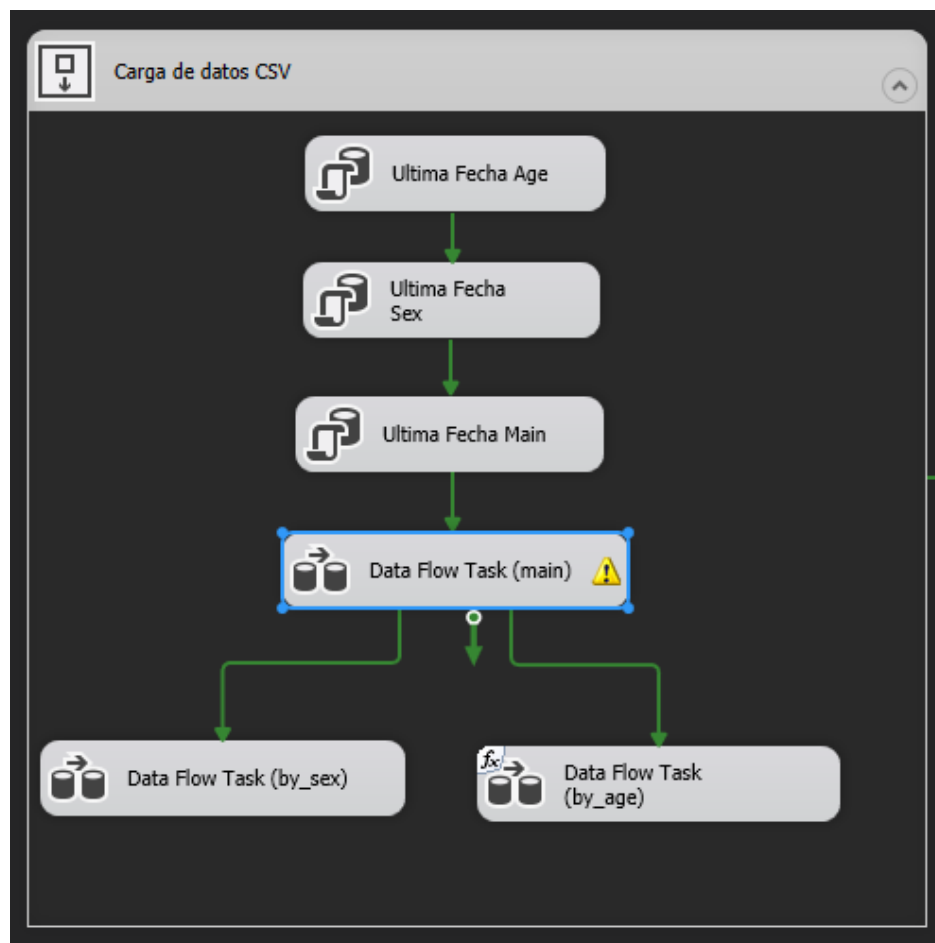 Carga de datos CSV
Ultima Fecha Age
Ultima Fecha
Sex
Ultima Fecha Main
Data Flow Task (main)
Data Flow Task (by_sex)
fx
Data Flow Task
(by_age)